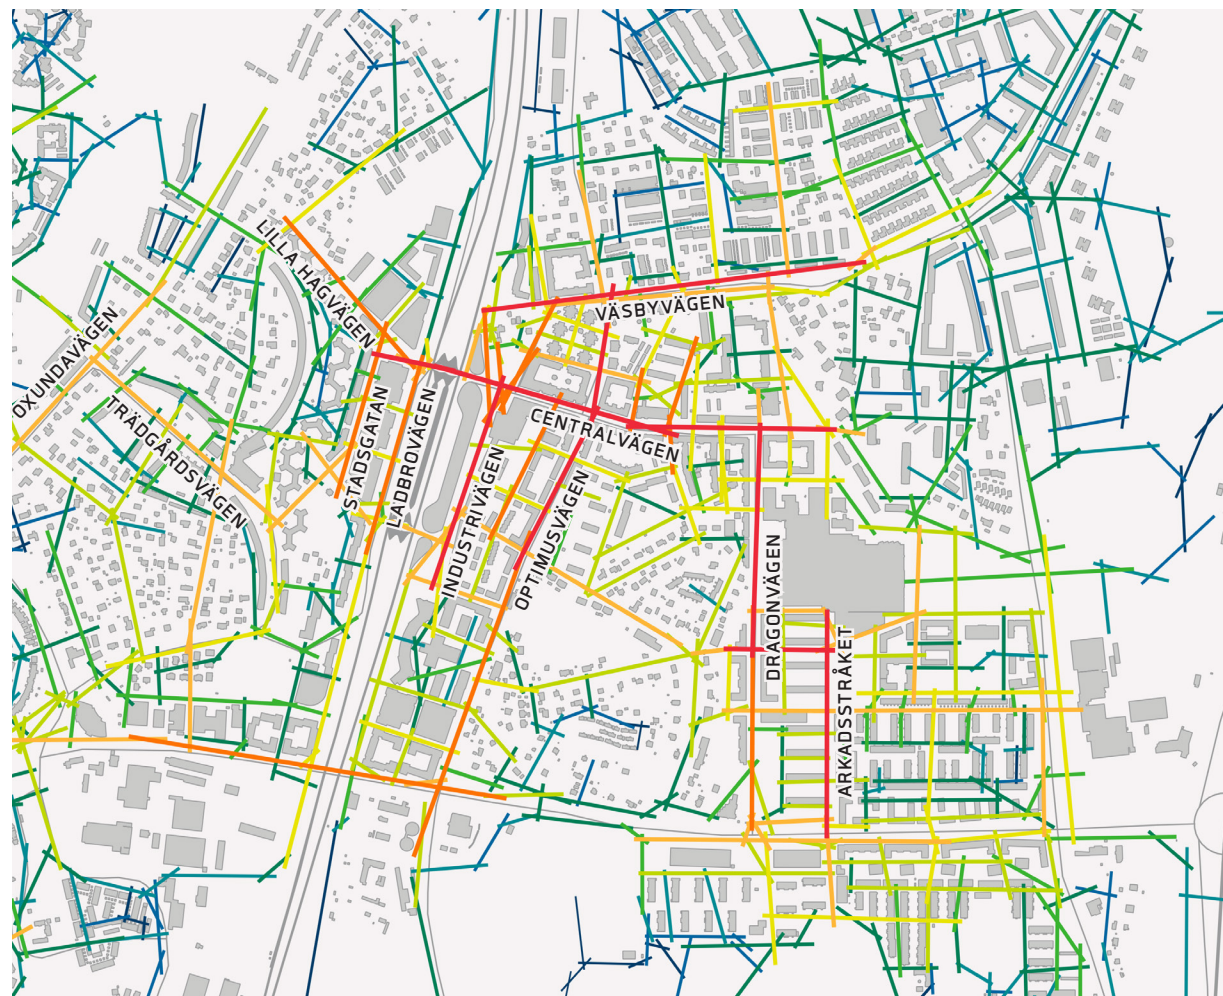 LILLA HAGVÄGEN
VÄSBYVÄGEN
OXUNDAVÄGEN
TRÄDGÅRDSVÄGEN
STADSGATAN
LADBROVÄGEN
CENTRALVÄGEN
INDUSTRIVÄGEN
OPTIMUSVÄGEN
DRAGONVÄGEN
ARKADSSTRÅKET